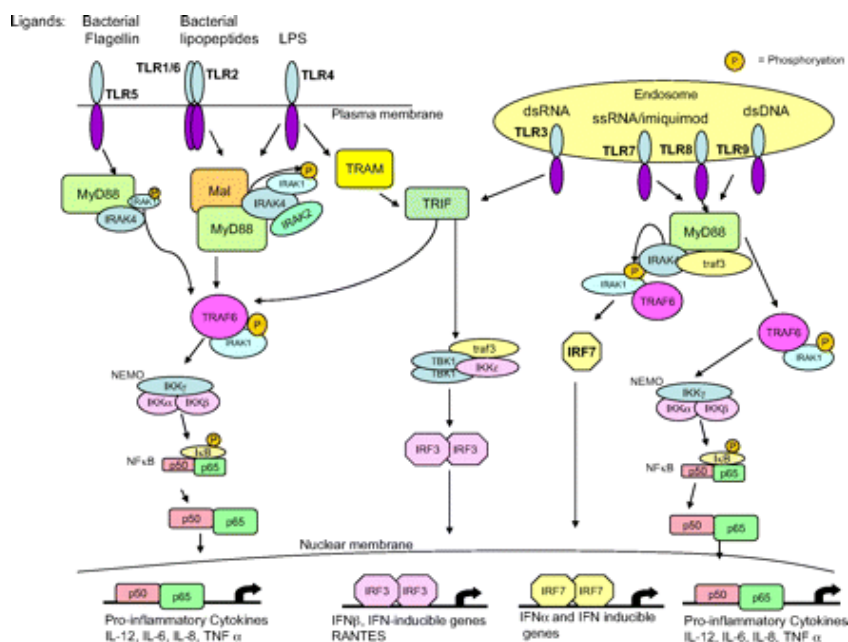 Ligands:
Bacterial
Flagellin
Bacterial
lipopeptides
LPS
TLR1/6
TLR2
TLR4
TLR5
Plasma membrane
P
= Phosphoryation
Endosome
dsRNA
ssRNA/imiquimod
dsDNA
TLR3
TLR7
TLR8
TLR9
MyD88
IRAK4
IRAK1
P
Mal
MyD88
IRAK4
IRAK1
P
IRAK2
TRAM
TRIF
MyD88
IRAK4
traf3
P
IRAK1
TRAF6
TRAF6
P
IRAK1
IRF7
TRAF6
P
IRAK1
NEMO
IKKγ
IKKα
IKKβ
TBK1
TBK1
traf3
IKKε
NEMO
IKKγ
IKKα
IKKβ
P
IκB
NFκB
p50
p65
IRF3
IRF3
P
IκB
NFκB
p50
p65
p50
p65
p50
p65
Nuclear membrane
p50
p65
IRF3
IRF3
IRF7
IRF7
p50
p65
Pro-inflammatory Cytokines
IL-12, IL-6, IL-8, TNF α
IFNβ, IFN-inducible genes
RANTES
IFNα and IFN inducible
genes
Pro-inflammatory Cytokines
IL-12, IL-6, IL-8, TNF α